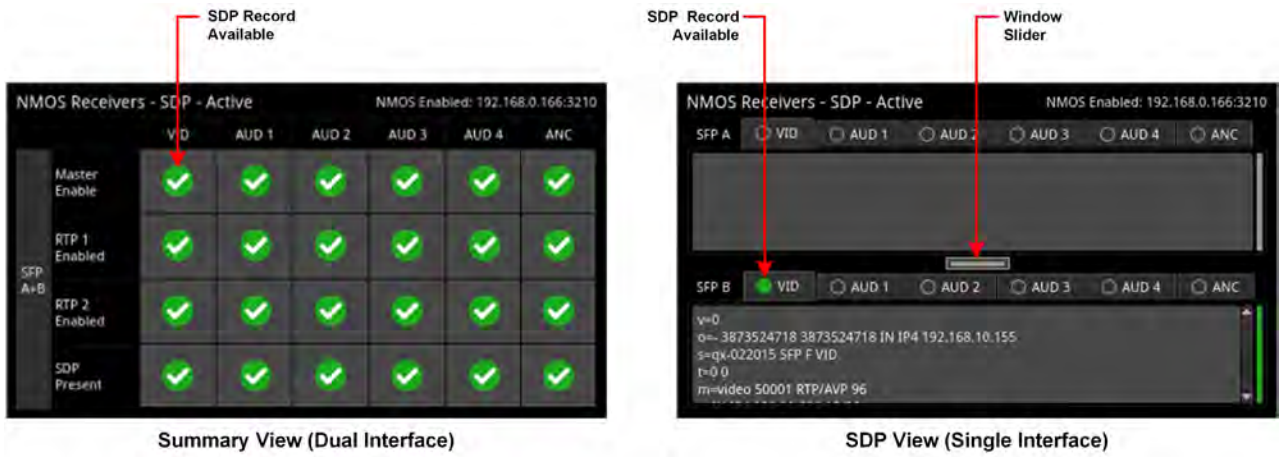 SDP Record
Available
NMOS Receivers - SDP - Active NMOS Enabled: 192.168.0.166:3210
VID AUD 1 AUD 2 AUD 3 AUD 4 ANC
Master
Enable
RTP 1
Enabled
SFP
A+B
RTP 2
Enabled
SDP
Present
Summary View (Dual Interface)
SDP Record
Available
Window
Slider
NMOS Receivers - SDP - Active NMOS Enabled: 192.168.0.166:3210
SFP A VID AUD 1 AUD 2 AUD 3 AUD 4 ANC
SFP B VID AUD 1 AUD 2 AUD 3 AUD 4 ANC
v=0
o=- 3873524718 3873524718 IN IP4 192.168.10.155
s=qx-022015 SFP F VID
t=0 0
m=video 50001 RTP/AVP 96
SDP View (Single Interface)